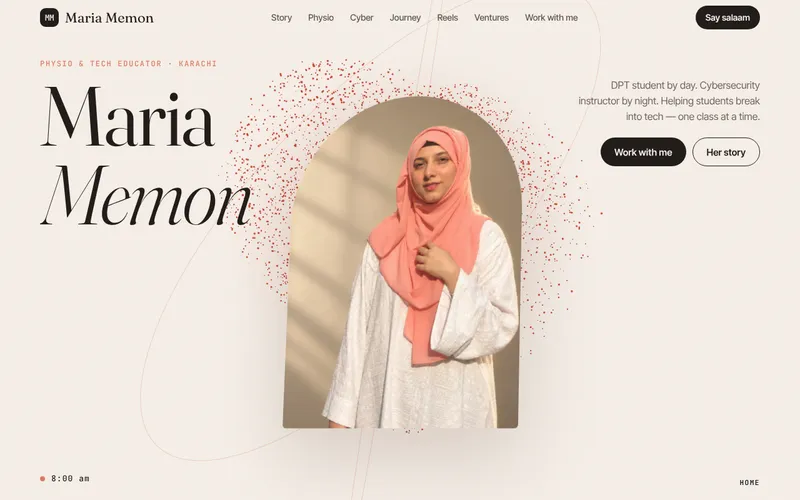 MM Maria Memon
Story Physio Cyber Journey Reels Ventures Work with me
Say salaam
PHYSIO & TECH EDUCATOR · KARACHI
Maria
Memon
DPT student by day. Cybersecurity
instructor by night. Helping students break
into tech — one class at a time.
Work with me Her story
8:00 am
HOME